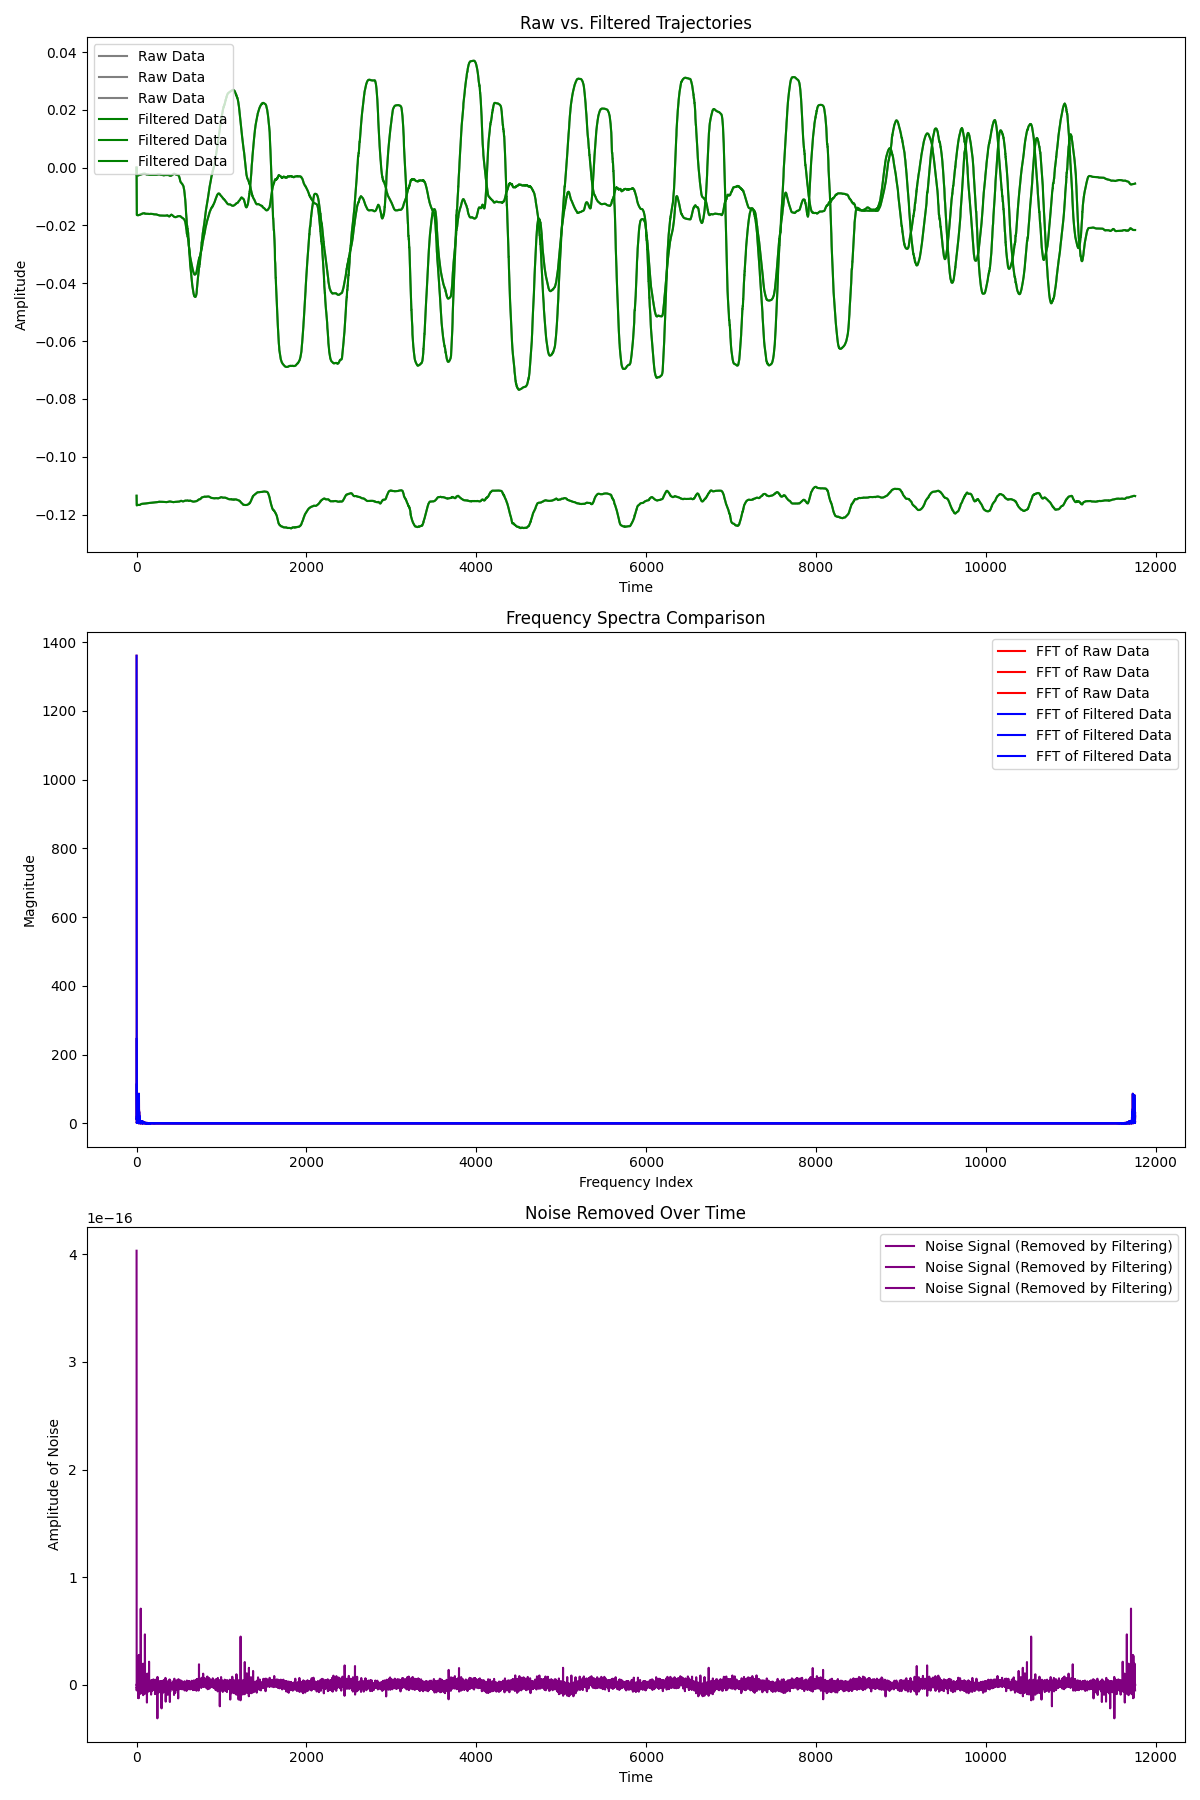 Raw vs. Filtered Trajectories
Raw Data
Raw Data
Raw Data
Filtered Data
Filtered Data
Filtered Data
0.04
0.02
0.00
−0.02
−0.04
−0.06
−0.08
−0.10
−0.12
Amplitude
0 2000 4000 6000 8000 10000 12000
Time
Frequency Spectra Comparison
FFT of Raw Data
FFT of Raw Data
FFT of Raw Data
FFT of Filtered Data
FFT of Filtered Data
FFT of Filtered Data
1400
1200
1000
800
600
400
200
0
Magnitude
0 2000 4000 6000 8000 10000 12000
Frequency Index
Noise Removed Over Time
1e−16
Noise Signal (Removed by Filtering)
Noise Signal (Removed by Filtering)
Noise Signal (Removed by Filtering)
4
3
2
1
0
Amplitude of Noise
0 2000 4000 6000 8000 10000 12000
Time